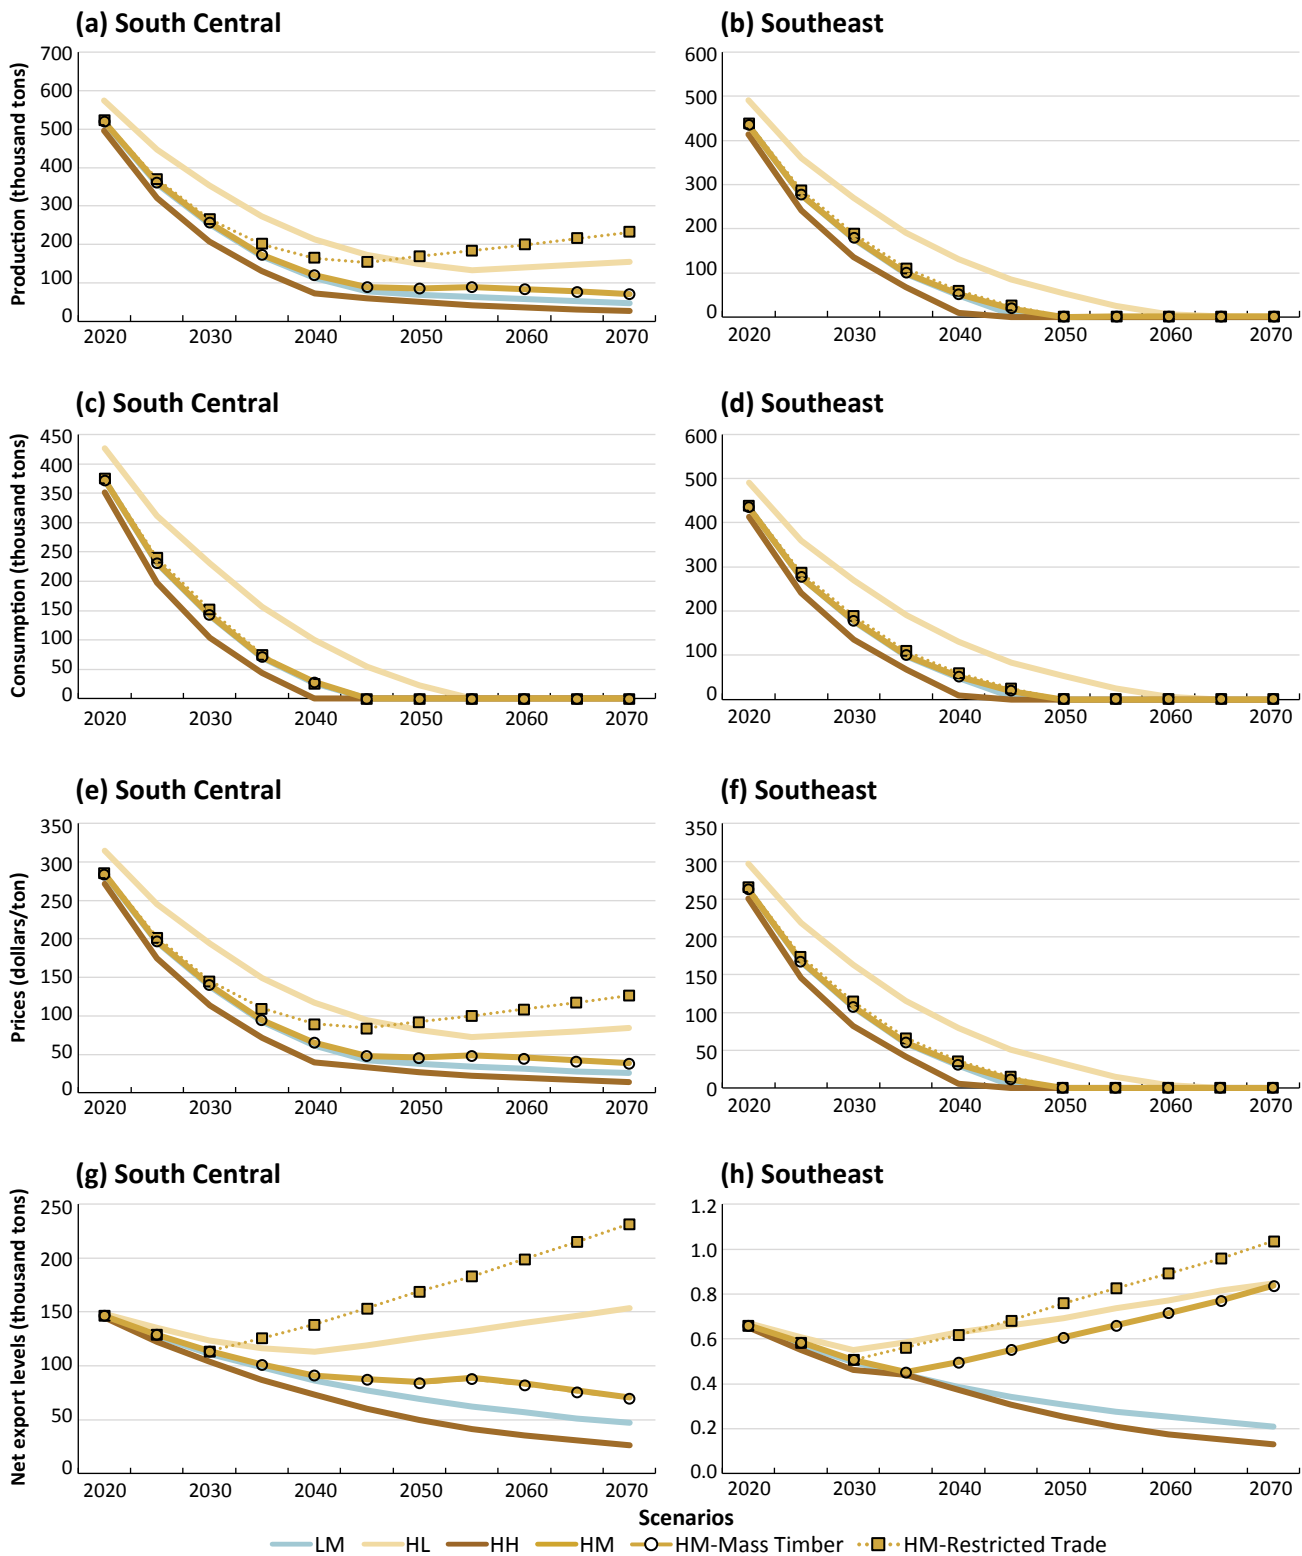 (a) South Central
Production (thousand tons)
700
600
500
400
300
200
100
0
2020 2030 2040 2050 2060 2070
(b) Southeast
600
500
400
300
200
100
0
2020 2030 2040 2050 2060 2070
(c) South Central
Consumption (thousand tons)
450
400
350
300
250
200
150
100
50
0
2020 2030 2040 2050 2060 2070
(d) Southeast
600
500
400
300
200
100
0
2020 2030 2040 2050 2060 2070
(e) South Central
Prices (dollars/ton)
350
300
250
200
150
100
50
0
2020 2030 2040 2050 2060 2070
(f) Southeast
350
300
250
200
150
100
50
0
2020 2030 2040 2050 2060 2070
(g) South Central
Net export levels (thousand tons)
250
200
150
100
50
0
2020 2030 2040 2050 2060 2070
(h) Southeast
1.2
1.0
0.8
0.6
0.4
0.2
0.0
2020 2030 2040 2050 2060 2070
Scenarios
LM HL HH HM HM-Mass Timber HM-Restricted Trade